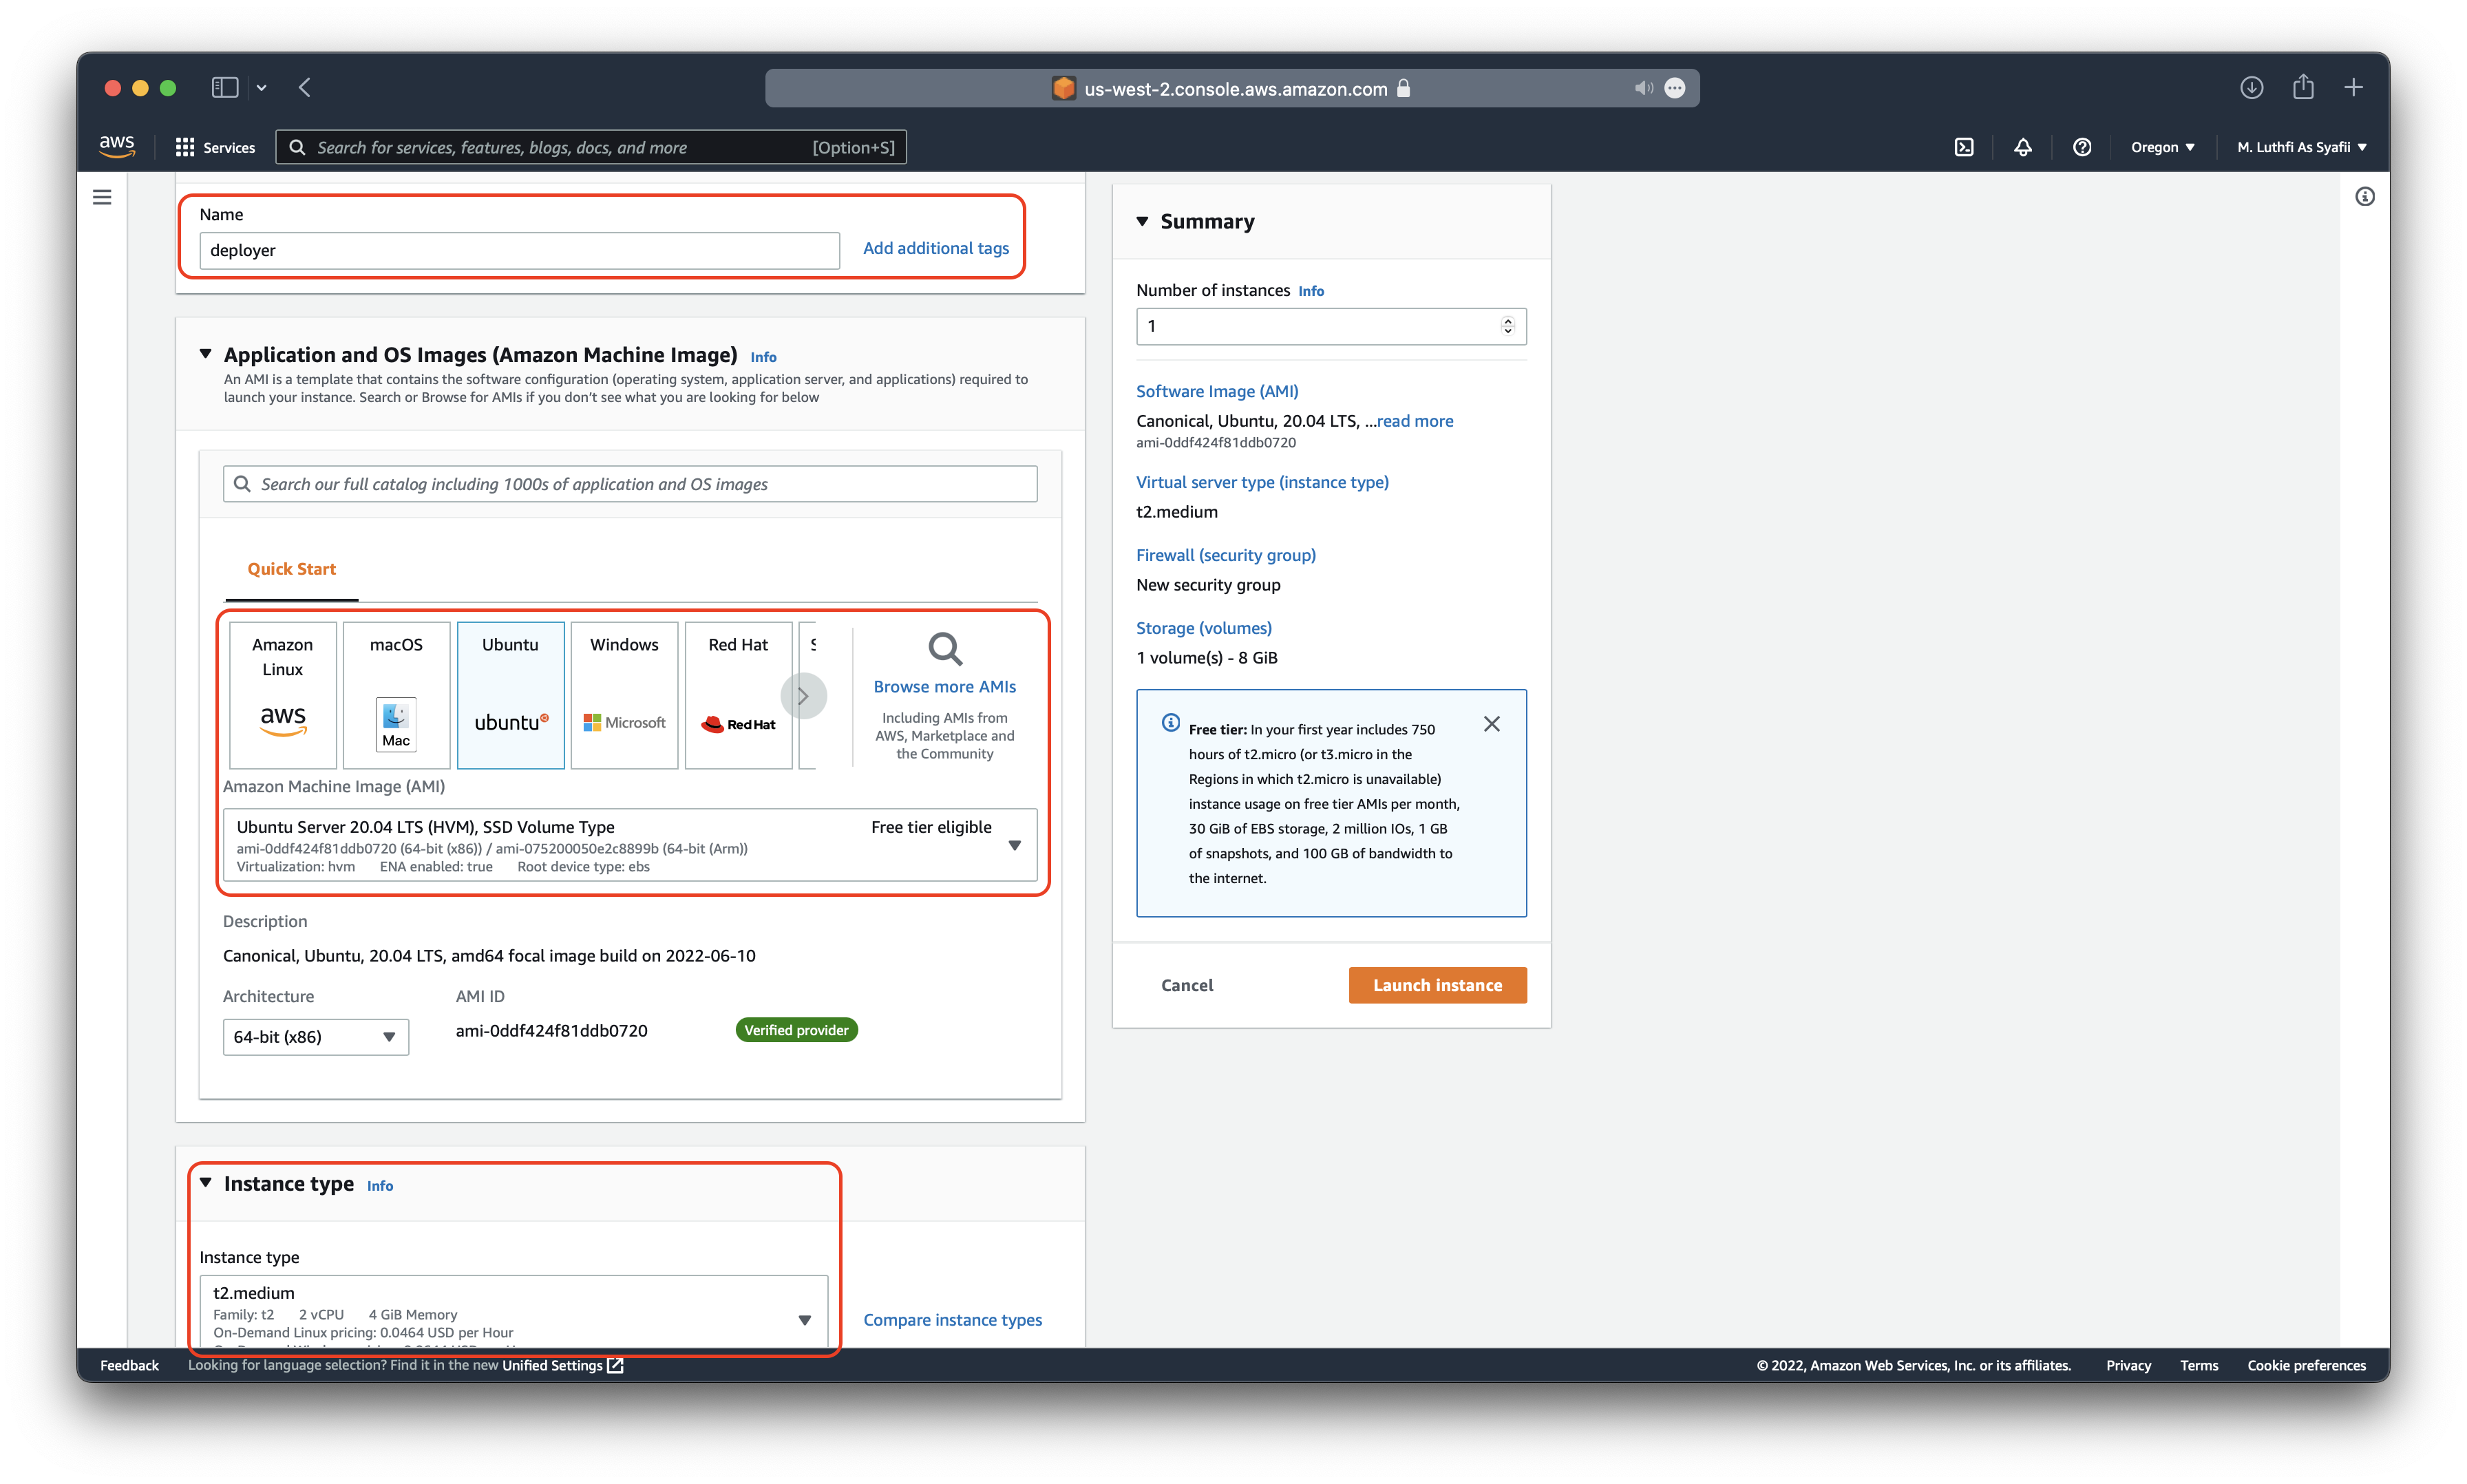 us-west-2.console.aws.amazon.com
aws
Services
Search for services, features, blogs, docs, and more
[Option+S]
Oregon
M. Luthfi As Syafii
Name
deployer
Add additional tags
Application and OS Images (Amazon Machine Image) Info
An AMI is a template that contains the software configuration (operating system, application server, and applications) required to
launch your instance. Search or Browse for AMIs if you don't see what you are looking for below
Search our full catalog including 1000s of application and OS images
Quick Start
Amazon
Linux
aws
macOS
Mac
Ubuntu
ubuntu
Windows
Microsoft
Red Hat
Red Hat
Browse more AMIs
Including AMIs from
AWS, Marketplace and
the Community
Amazon Machine Image (AMI)
Ubuntu Server 20.04 LTS (HVM), SSD Volume Type
Free tier eligible
ami-0ddf424f81ddb0720 (64-bit (x86)) / ami-075200050e2c8899b (64-bit (Arm))
Virtualization: hvm ENA enabled: true Root device type: ebs
Description
Canonical, Ubuntu, 20.04 LTS, amd64 focal image build on 2022-06-10
Architecture
AMI ID
64-bit (x86)
ami-0ddf424f81ddb0720
Verified provider
Instance type Info
Instance type
t2.medium
Family: t2 2 vCPU 4 GiB Memory
On-Demand Linux pricing: 0.0464 USD per Hour
Compare instance types
Summary
Number of instances Info
1
Software Image (AMI)
Canonical, Ubuntu, 20.04 LTS, ...read more
ami-0ddf424f81ddb0720
Virtual server type (instance type)
t2.medium
Firewall (security group)
New security group
Storage (volumes)
1 volume(s) - 8 GiB
Free tier: In your first year includes 750
hours of t2.micro (or t3.micro in the
Regions in which t2.micro is unavailable)
instance usage on free tier AMIs per month,
30 GiB of EBS storage, 2 million IOs, 1 GB
of snapshots, and 100 GB of bandwidth to
the internet.
Cancel
Launch instance
Feedback
Looking for language selection? Find it in the new Unified Settings
© 2022, Amazon Web Services, Inc. or its affiliates.
Privacy
Terms
Cookie preferences